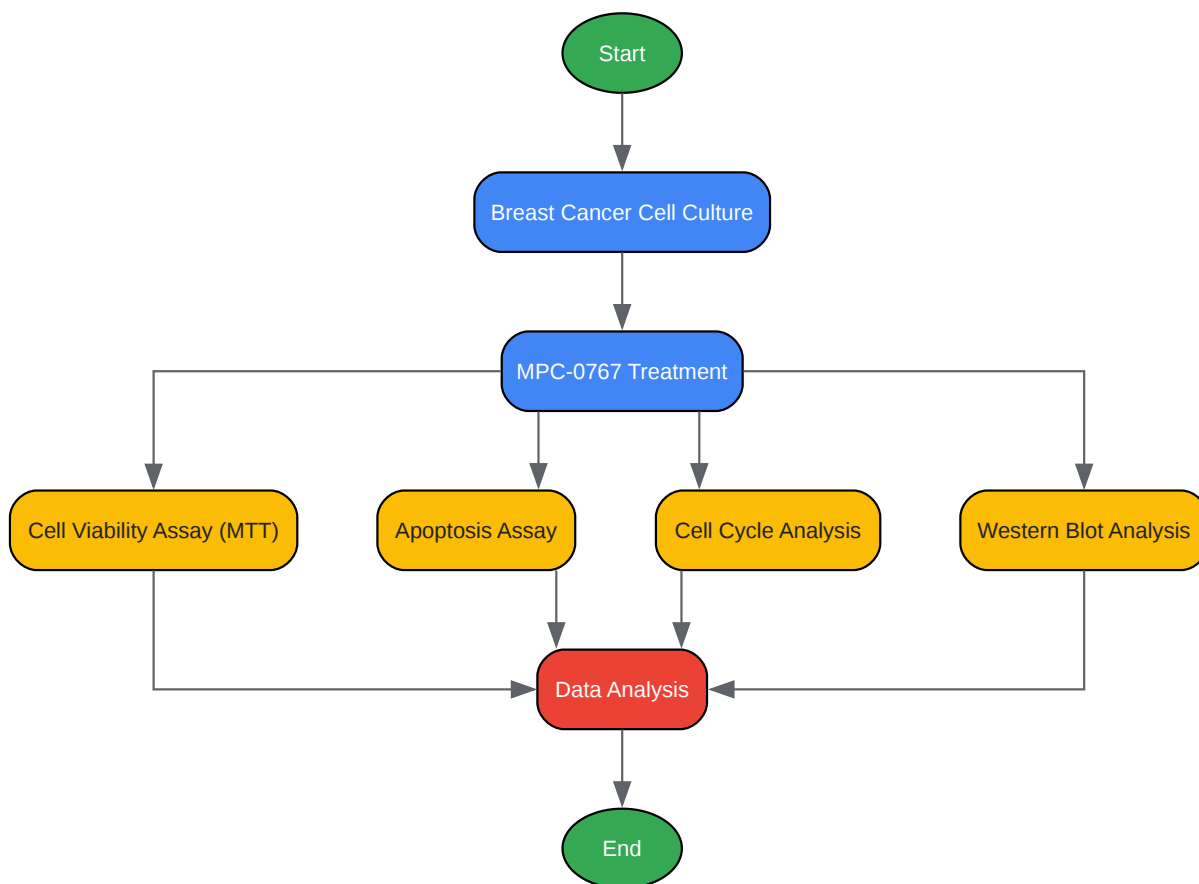 Start
Breast Cancer Cell Culture
MPC-0767 Treatment
Cell Viability Assay (MTT)
Apoptosis Assay
Cell Cycle Analysis
Western Blot Analysis
Data Analysis
End